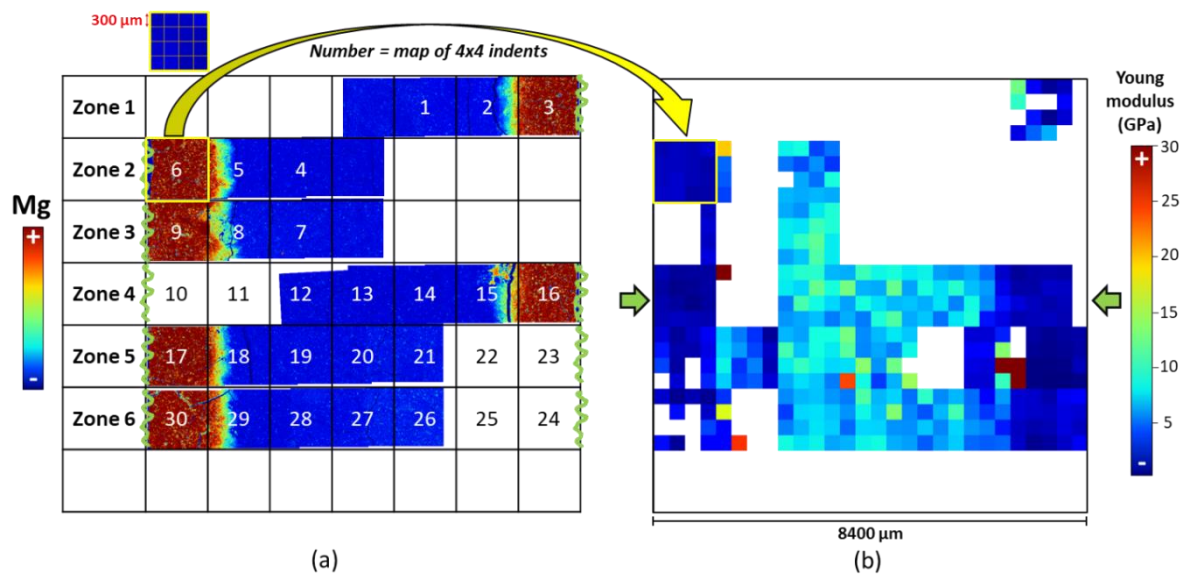 300 μm
Number = map of 4x4 indents
Zone 1
1
2
3
Zone 2
6
5
4
Zone 3
9
8
7
Zone 4
10
11
12
13
14
15
16
Zone 5
17
18
19
20
21
22
23
Zone 6
30
29
28
27
26
25
24
Mg
+
-
(a)
Young
modulus
(GPa)
+
30
25
20
15
10
5
-
8400 μm
(b)